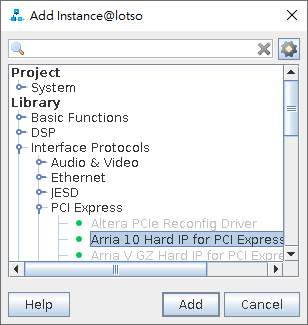 Add Instance@lotso
Project
System
Library
Basic Functions
DSP
Interface Protocols
Audio & Video
Ethernet
JESD
PCI Express
Altera PCIe Reconfig Driver
Arria 10 Hard IP for PCI Express
Arria V GZ Hard IP for PCI Express
Help
Add
Cancel